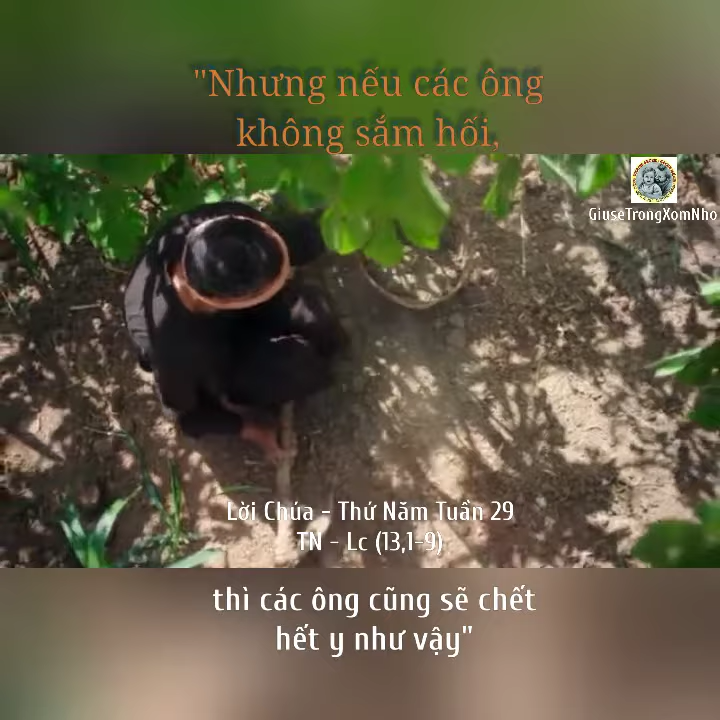 "Nhưng nếu các ông
không sắm hối,
GiuseTrongXomNho
Lời Chúa - Thứ Năm Tuần 29
TN - Lc (13,1-9)
thì các ông cũng sẽ chết
hết y như vậy"